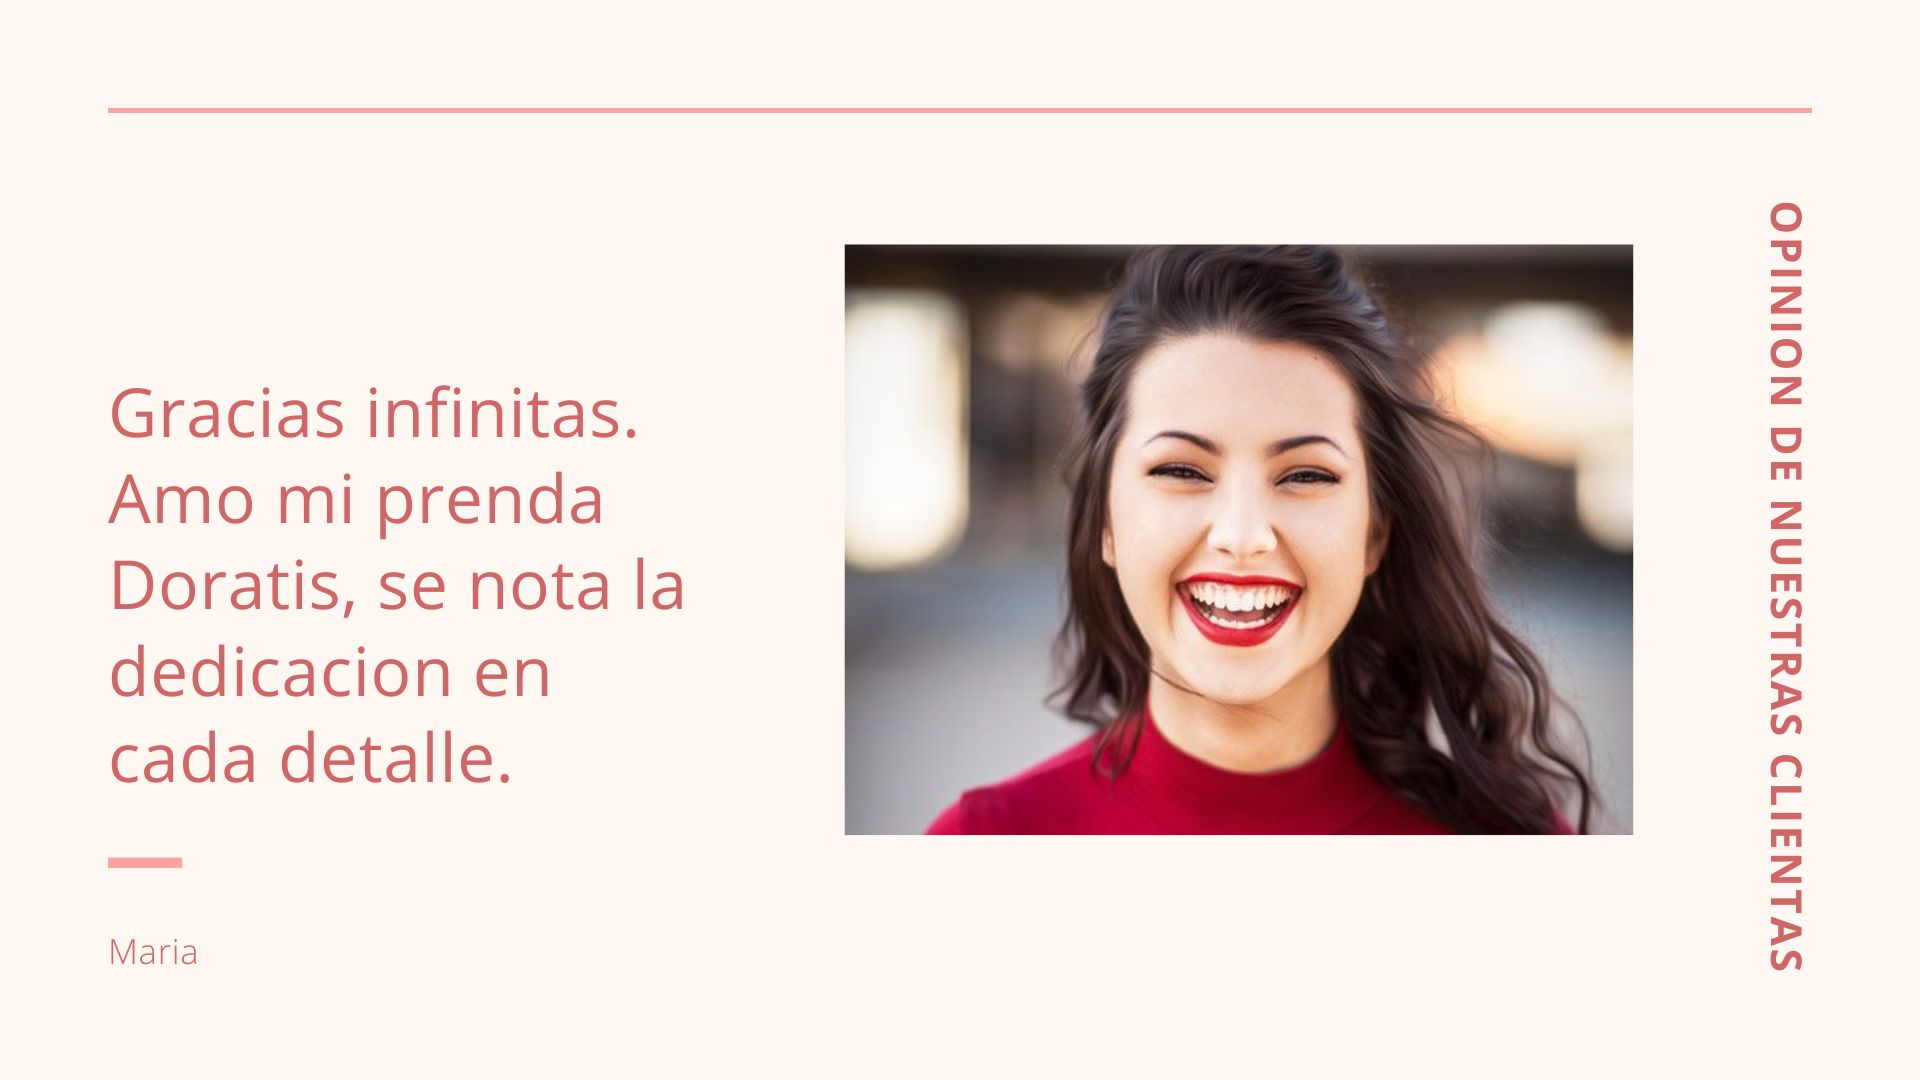 Gracias infinitas.
Amo mi prenda
Doratis, se nota la
dedicacion en
cada detalle.
Maria
OPINION DE NUESTRAS CLIENTAS